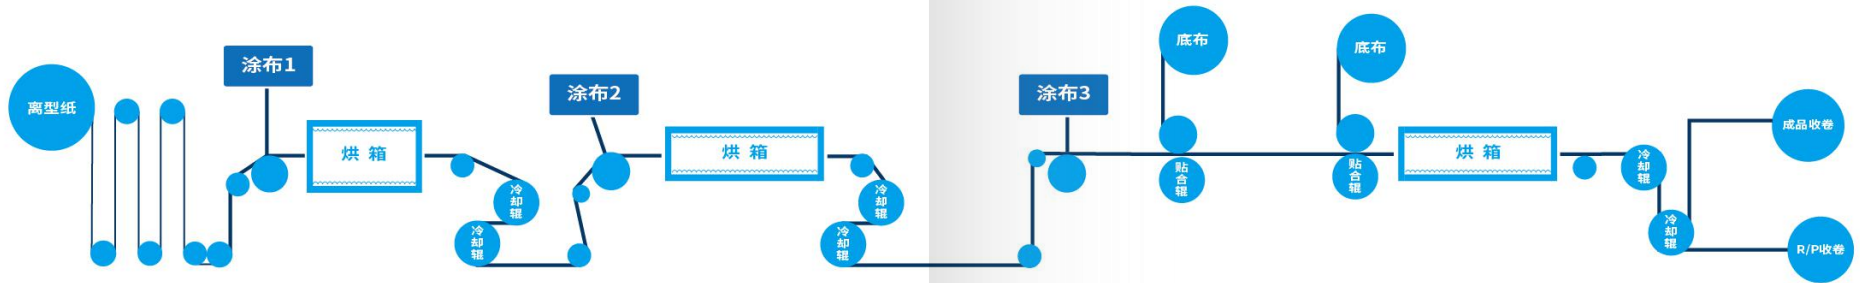 离型纸
涂布1
烘 箱
冷却辊
冷却辊
涂布2
烘 箱
冷却辊
冷却辊
涂布3
底布
贴合辊
底布
贴合辊
烘 箱
冷却辊
冷却辊
成品收卷
R/P收卷